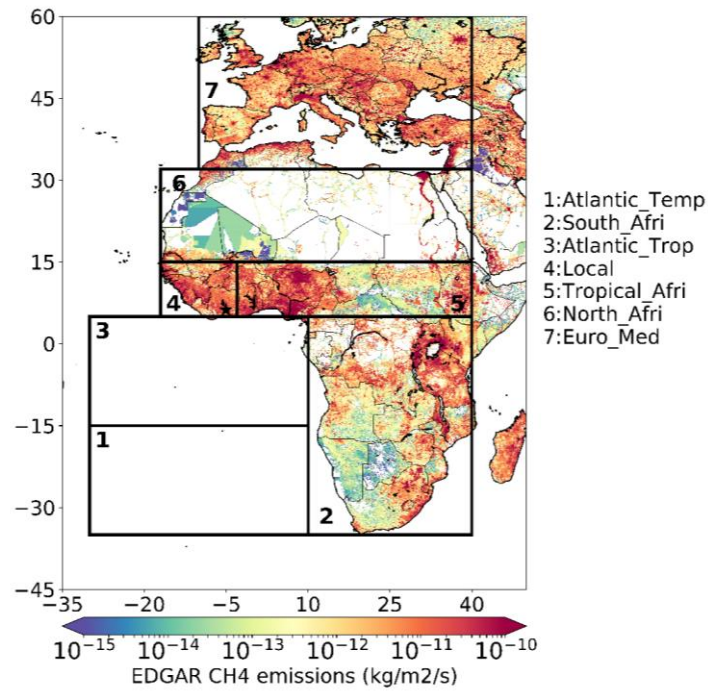 60
45
30
15
0
−15
−30
−45
7
6
4
5
3
1
2
1:Atlantic_Temp
2:South_Afri
3:Atlantic_Trop
4:Local
5:Tropical_Afri
6:North_Afri
7:Euro_Med
−35 −20 −5 10 25 40
10⁻¹⁵ 10⁻¹⁴ 10⁻¹³ 10⁻¹² 10⁻¹¹ 10⁻¹⁰
EDGAR CH4 emissions (kg/m2/s)